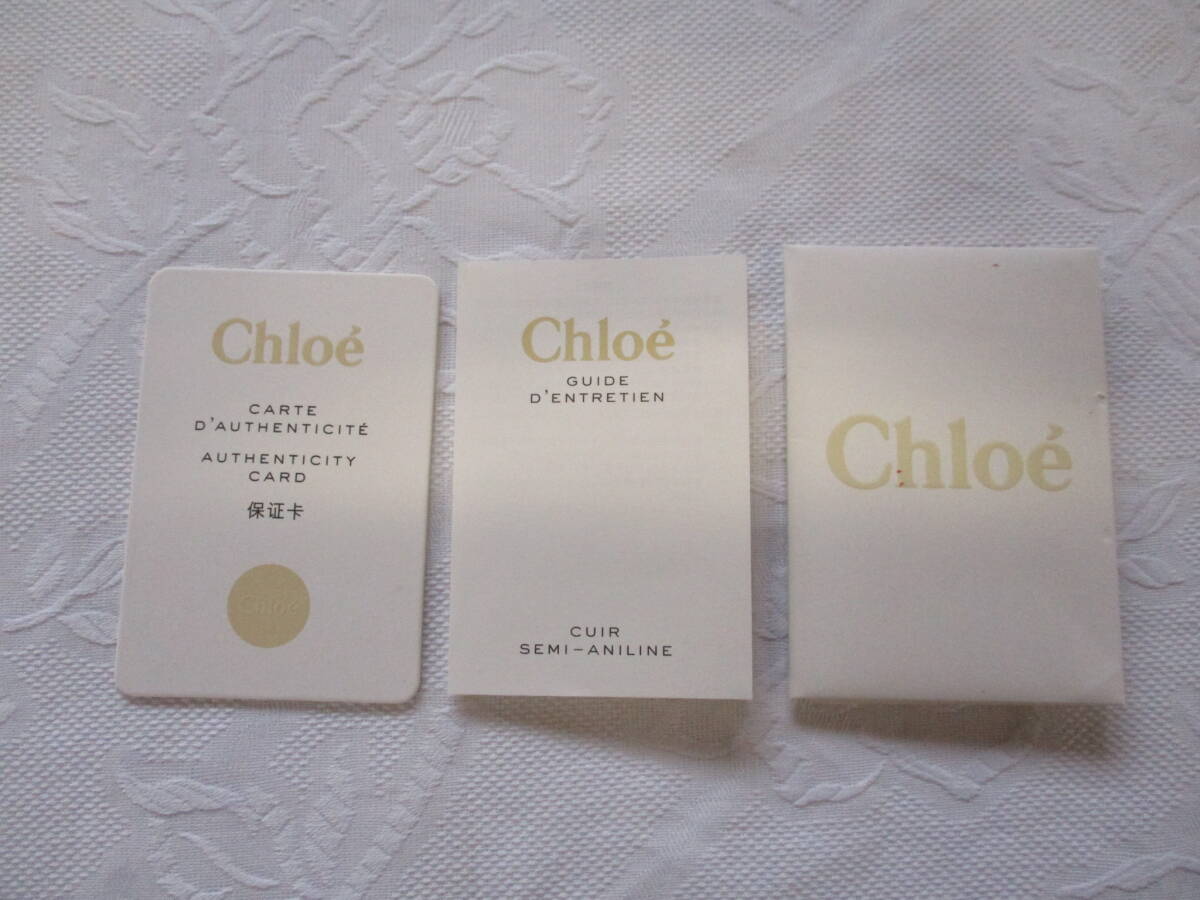 Chloé
CARTE
D'AUTHENTICITÉ
AUTHENTICITY
CARD
保证卡
Chloé
Chloé
GUIDE
D'ENTRETIEN
CUIR
SEMI-ANILINE
Chloé